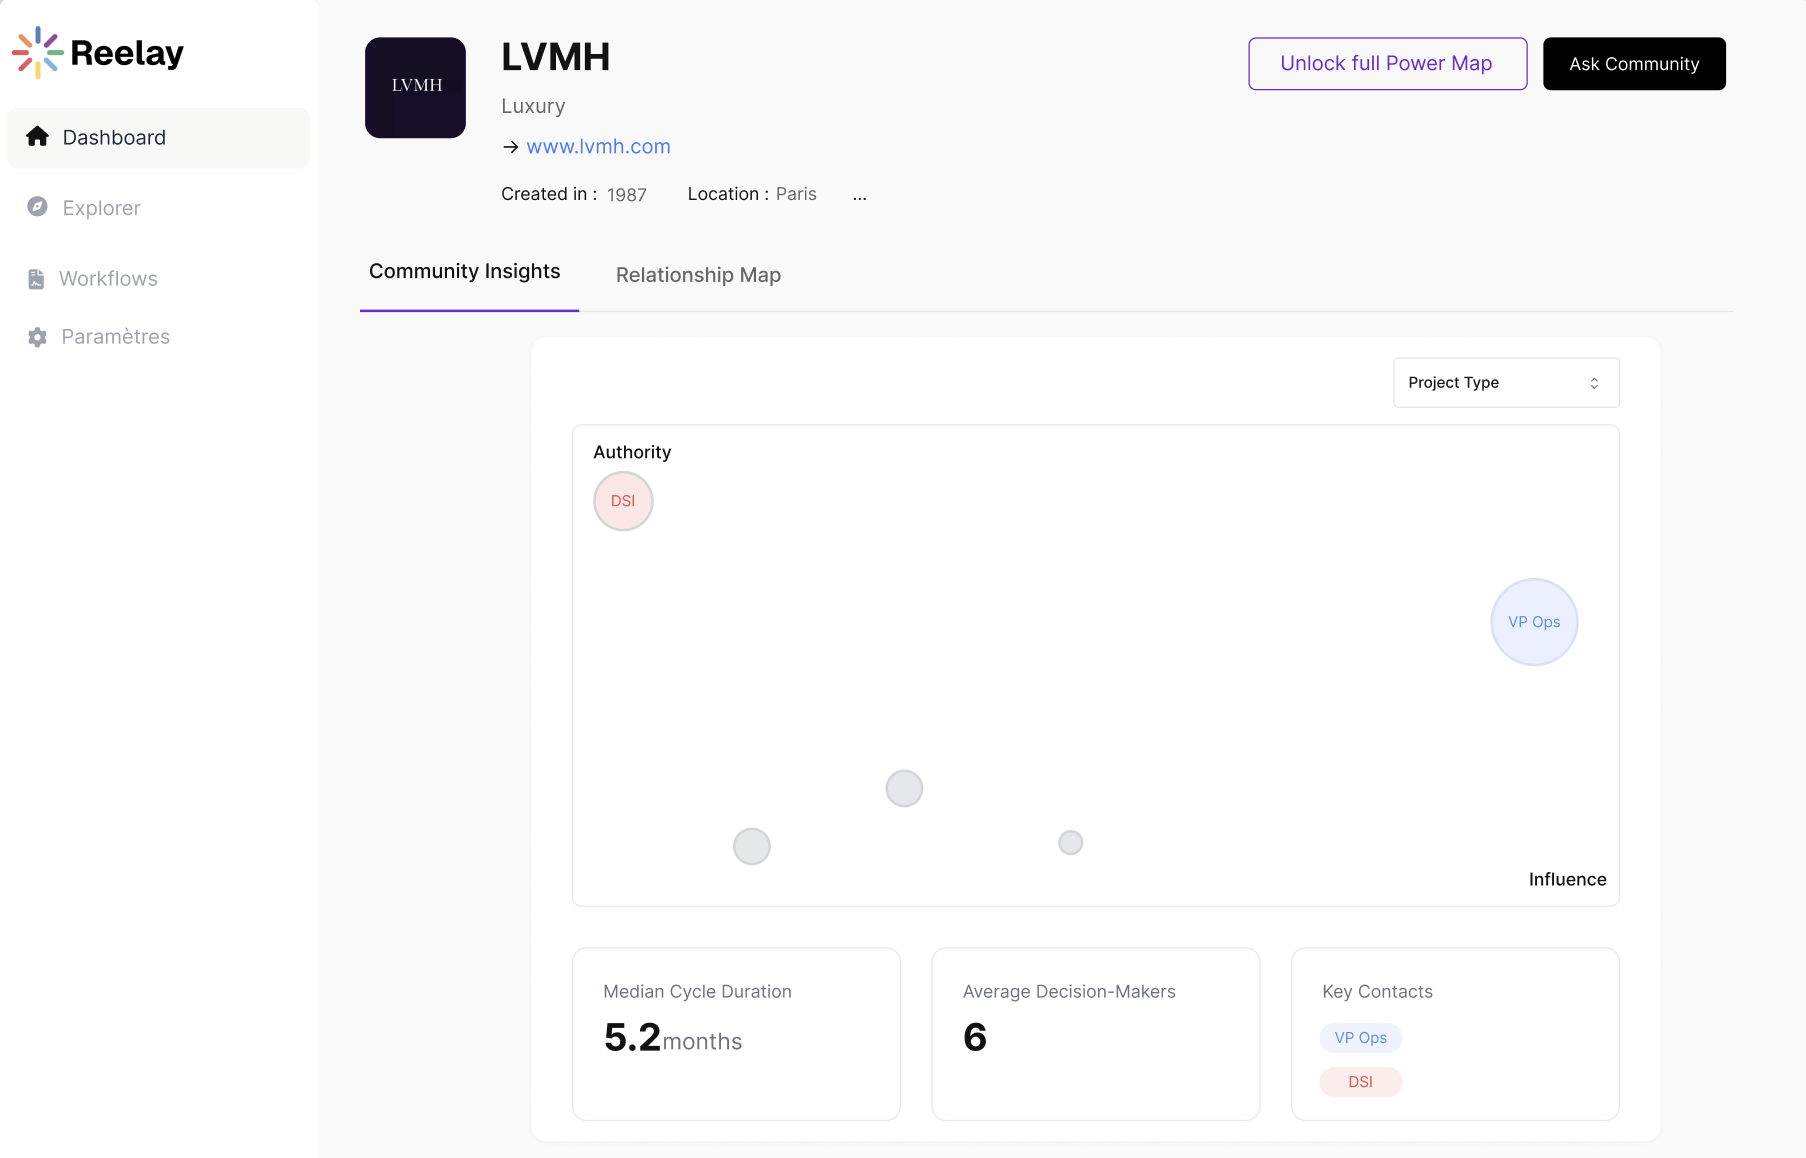 Reelay
Dashboard
Explorer
Workflows
Paramètres
LVMH
LVMH
Luxury
→ www.lvmh.com
Created in : 1987 Location : Paris ...
Unlock full Power Map
Ask Community
Community Insights
Relationship Map
Project Type
Authority
DSI
VP Ops
Influence
Median Cycle Duration
5.2months
Average Decision-Makers
6
Key Contacts
VP Ops
DSI